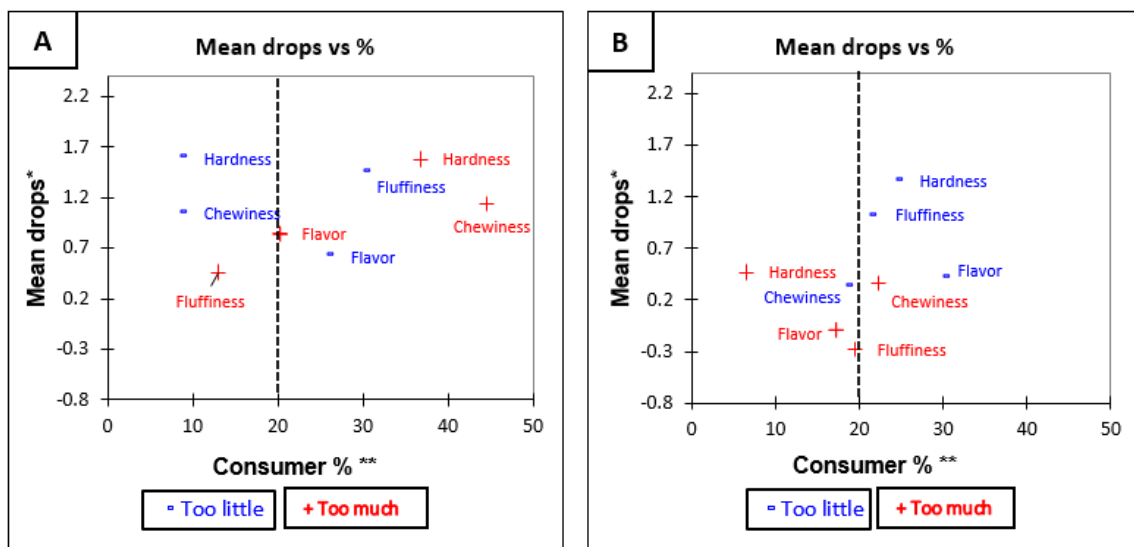 A
Mean drops vs %
2.2
1.7
1.2
0.7
0.2
-0.3
-0.8
Mean drops*
Hardness
Hardness
Fluffiness
Chewiness
Chewiness
Flavor
Flavor
Fluffiness
0 10 20 30 40 50
Consumer % **
Too little
+ Too much
B
Mean drops vs %
2.2
1.7
1.2
0.7
0.2
-0.3
-0.8
Mean drops*
Hardness
Fluffiness
Hardness
Flavor
Chewiness
Chewiness
Flavor
Fluffiness
0 10 20 30 40 50
Consumer % **
Too little
+ Too much